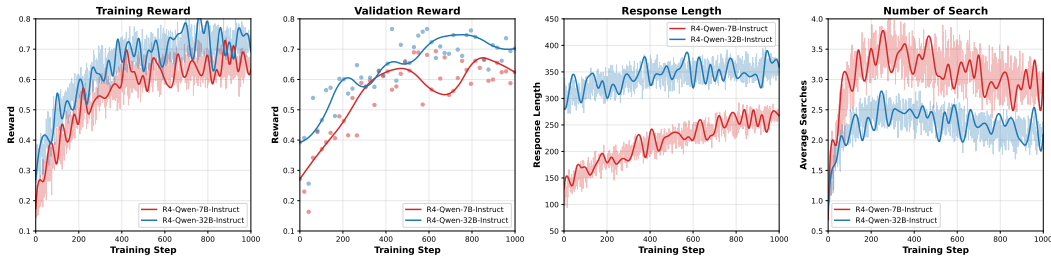 Training Reward
0.8
0.7
0.6
0.5
0.4
0.3
0.2
0.1
Reward
R4-Qwen-7B-Instruct
R4-Qwen-32B-Instruct
0 200 400 600 800 1000
Training Step
Validation Reward
0.8
0.7
0.6
0.5
0.4
0.3
0.2
0.1
Reward
R4-Qwen-7B-Instruct
R4-Qwen-32B-Instruct
0 200 400 600 800 1000
Training Step
Response Length
450
400
350
300
250
200
150
100
50
Response Length
R4-Qwen-7B-Instruct
R4-Qwen-32B-Instruct
0 200 400 600 800 1000
Training Step
Number of Search
4.0
3.5
3.0
2.5
2.0
1.5
1.0
0.5
Average Searches
R4-Qwen-7B-Instruct
R4-Qwen-32B-Instruct
0 200 400 600 800 1000
Training Step